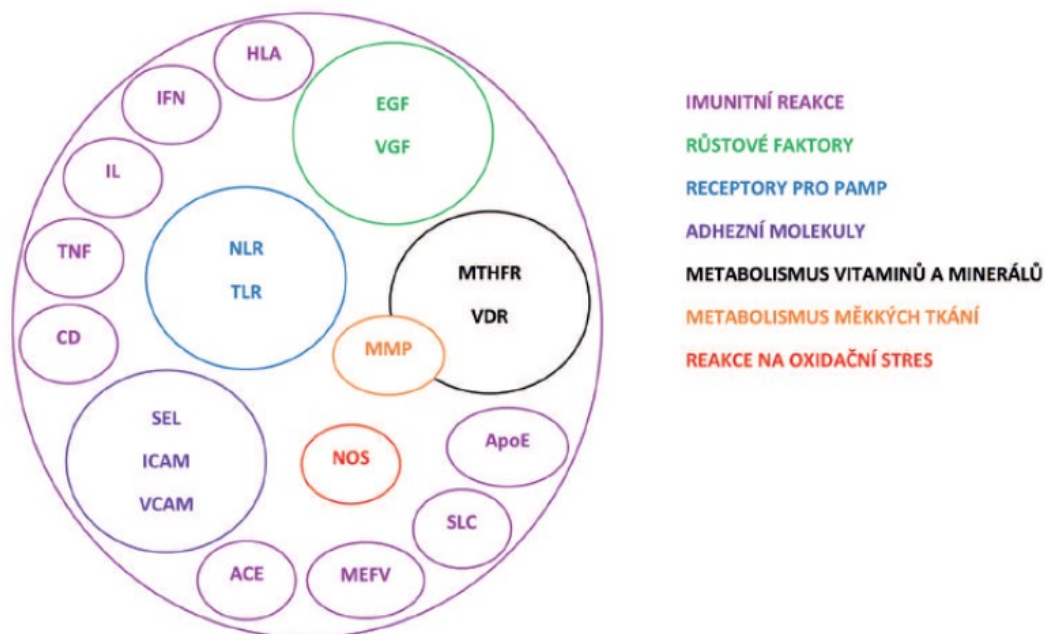 HLA
IFN
IL
TNF
CD
EGF
VGF
NLR
TLR
MTHFR
VDR
MMP
SEL
ICAM
VCAM
NOS
ApoE
SLC
MEFV
ACE
IMUNITNÍ REAKCE
RŮSTOVÉ FAKTORY
RECEPTORY PRO PAMP
ADHEZNÍ MOLEKULY
METABOLISMUS VITAMINŮ A MINERÁLŮ
METABOLISMUS MĚKKÝCH TKÁNÍ
REAKCE NA OXIDAČNÍ STRES